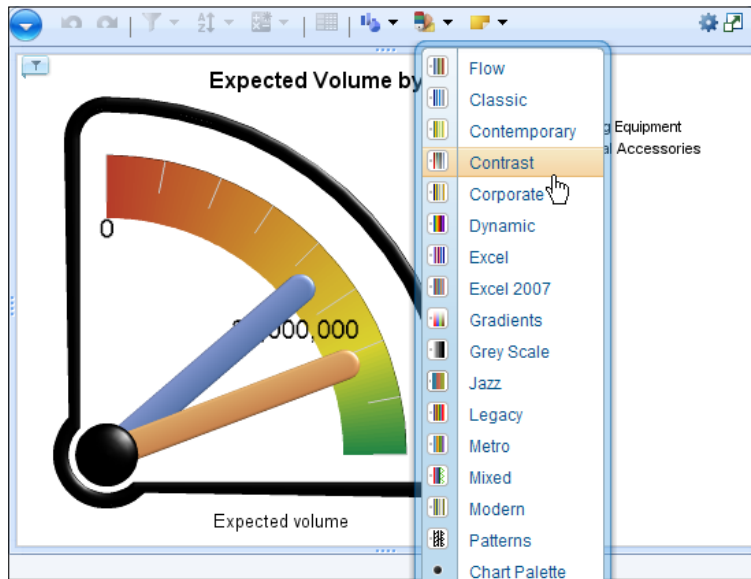 Expected Volume by
g Equipment
al Accessories
0
,000,000
Expected volume
Flow
Classic
Contemporary
Contrast
Corporate
Dynamic
Excel
Excel 2007
Gradients
Grey Scale
Jazz
Legacy
Metro
Mixed
Modern
Patterns
Chart Palette